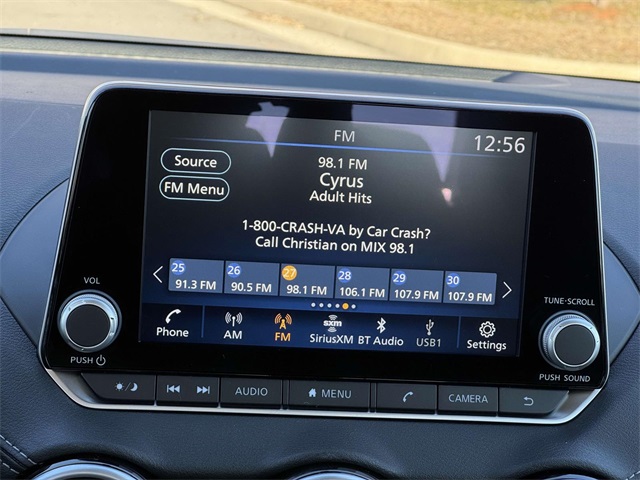 FM
12:56
Source
98.1 FM
Cyrus
FM Menu
Adult Hits
1-800-CRASH-VA by Car Crash?
Call Christian on MIX 98.1
25 26 27 28 29 30
91.3 FM 90.5 FM 98.1 FM 106.1 FM 107.9 FM 107.9 FM
VOL
TUNE·SCROLL
Phone AM FM SXM SiriusXM BT Audio USB1 Settings
PUSH
PUSH SOUND
AUDIO MENU CAMERA